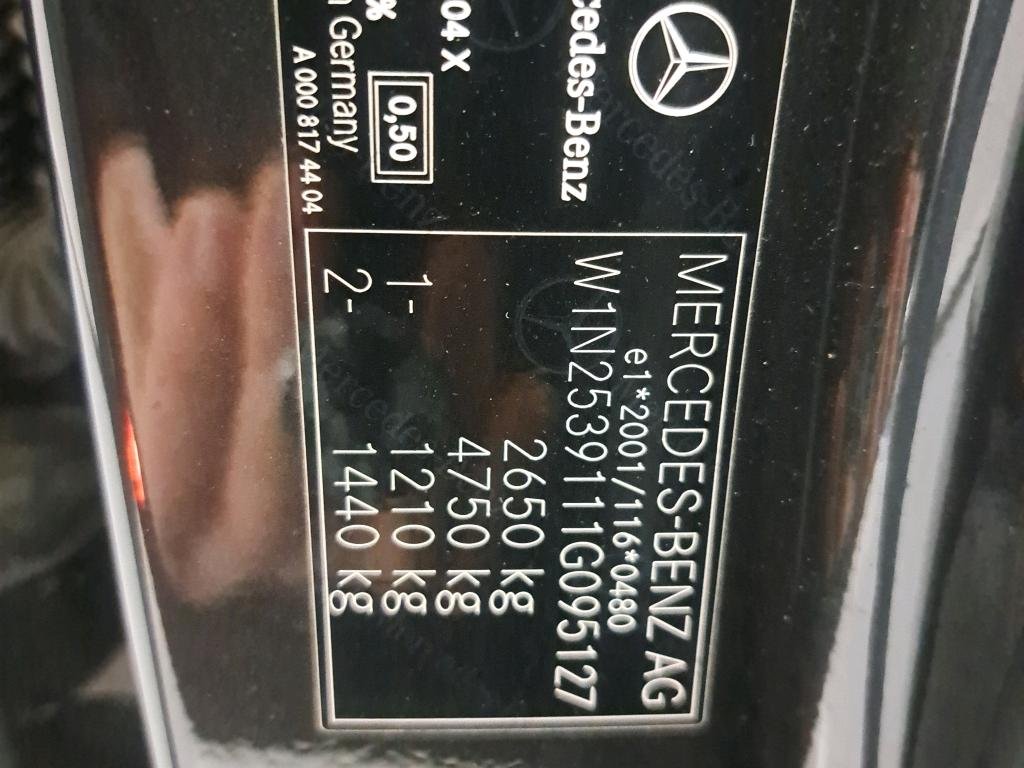 MERCEDES-BENZ AG
e1*2001/116*0480
W1N2539111G095127
2650 kg
4750 kg
1- 1210 kg
2- 1440 kg
cedes-Benz
04 X
%
0,50
n Germany
A 000 817 44 04